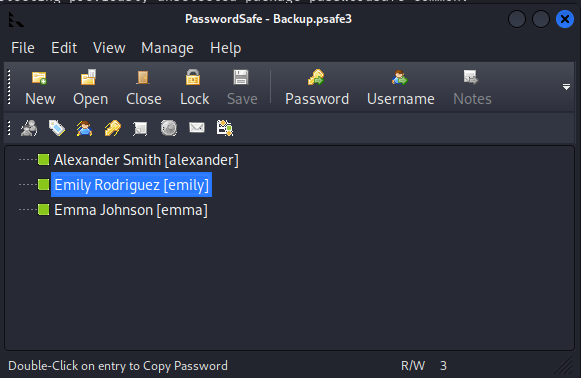 PasswordSafe - Backup.psafe3
File Edit View Manage Help
New Open Close Lock Save Password Username Notes
Alexander Smith [alexander]
Emily Rodriguez [emily]
Emma Johnson [emma]
Double-Click on entry to Copy Password R/W 3